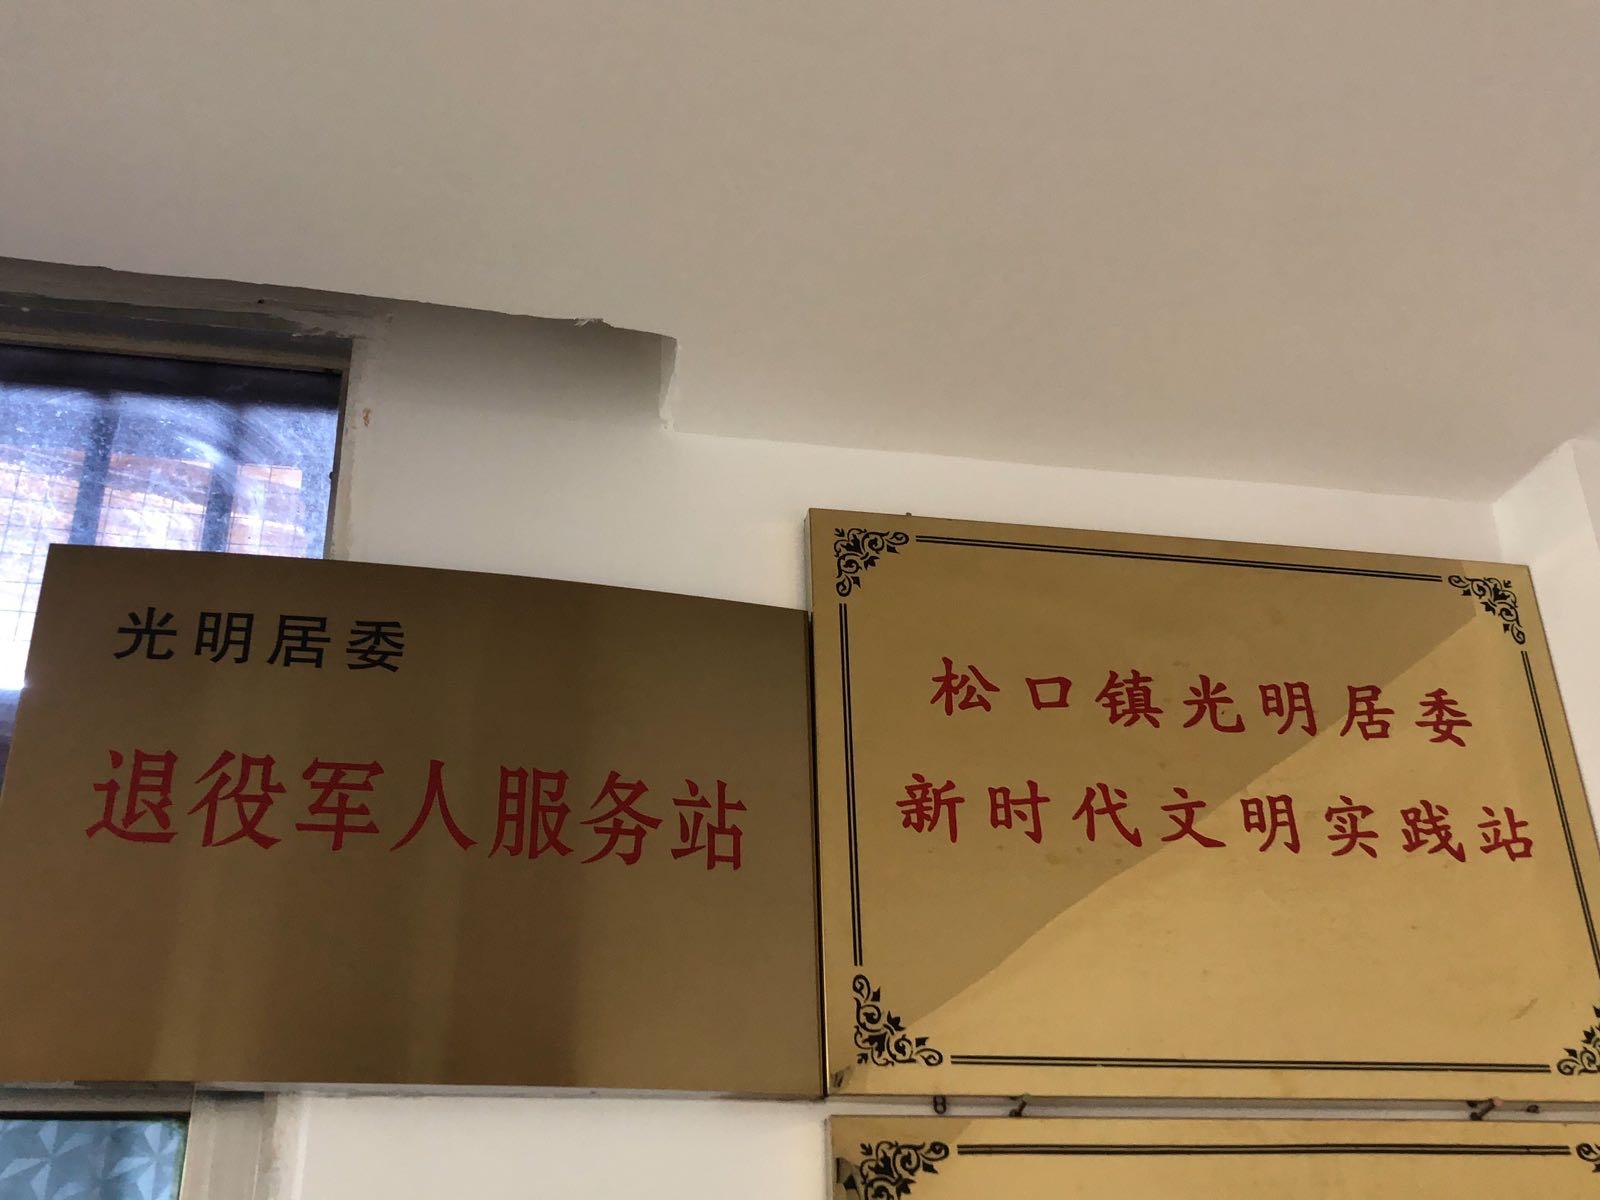 光明居委
退役军人服务站
松口镇光明居委
新时代文明实践站